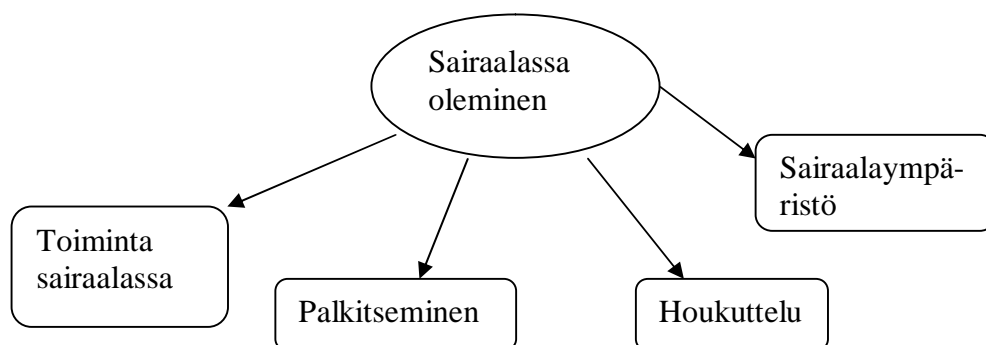 Sairaalassa
oleminen
Sairaalaympä-
ristö
Toiminta
sairaalassa
Palkitseminen
Houkuttelu